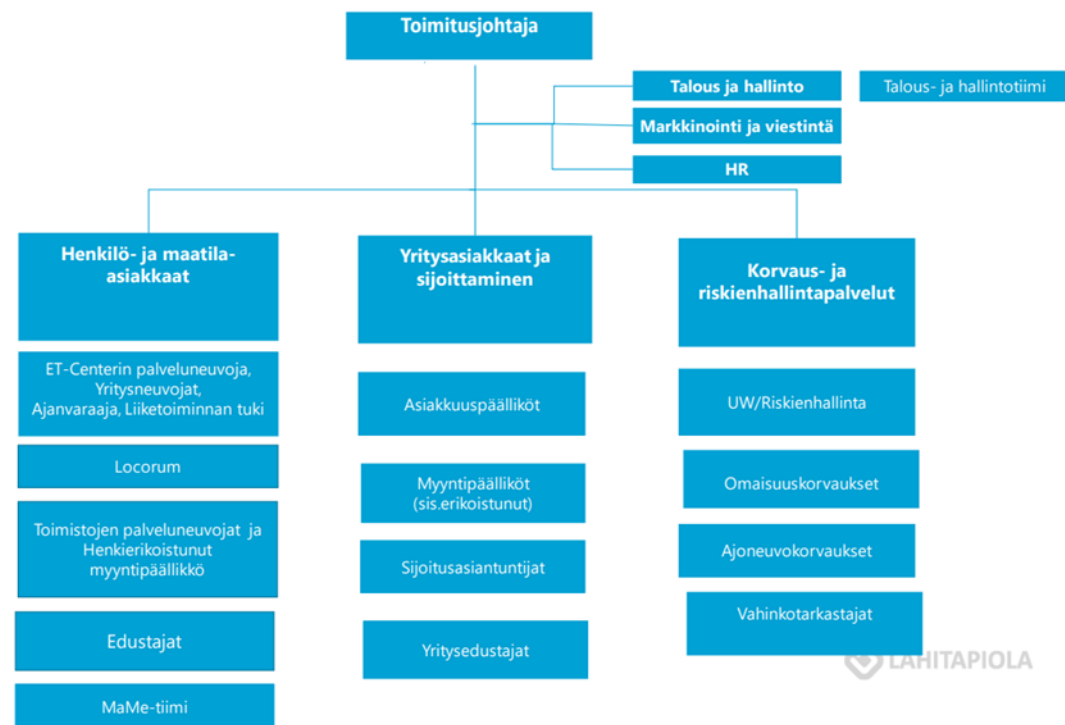 Toimitusjohtaja
Talous ja hallinto
Talous- ja hallintotiimi
Markkinointi ja viestintä
HR
Henkilö- ja maatila-
asiakkaat
Yritysasiakkaat ja
sijoittaminen
Korvaus- ja
riskienhallintapalvelut
ET-Centerin palveluneuvoja,
Yritysneuvojat,
Ajanvaraaja, Liiketoiminnan tuki
Locorum
Toimistojen palveluneuvojat ja
Henkierikoistunut
myyntipäällikkö
Edustajat
MaMe-tiimi
Asiakkuuspäälliköt
Myyntipäälliköt
(sis.erikoistunut)
Sijoitusasiantuntijat
Yritysedustajat
UW/Riskienhallinta
Omaisuuskorvaukset
Ajoneuvokorvaukset
Vahinkotarkastajat
LÄHITAPIOLA